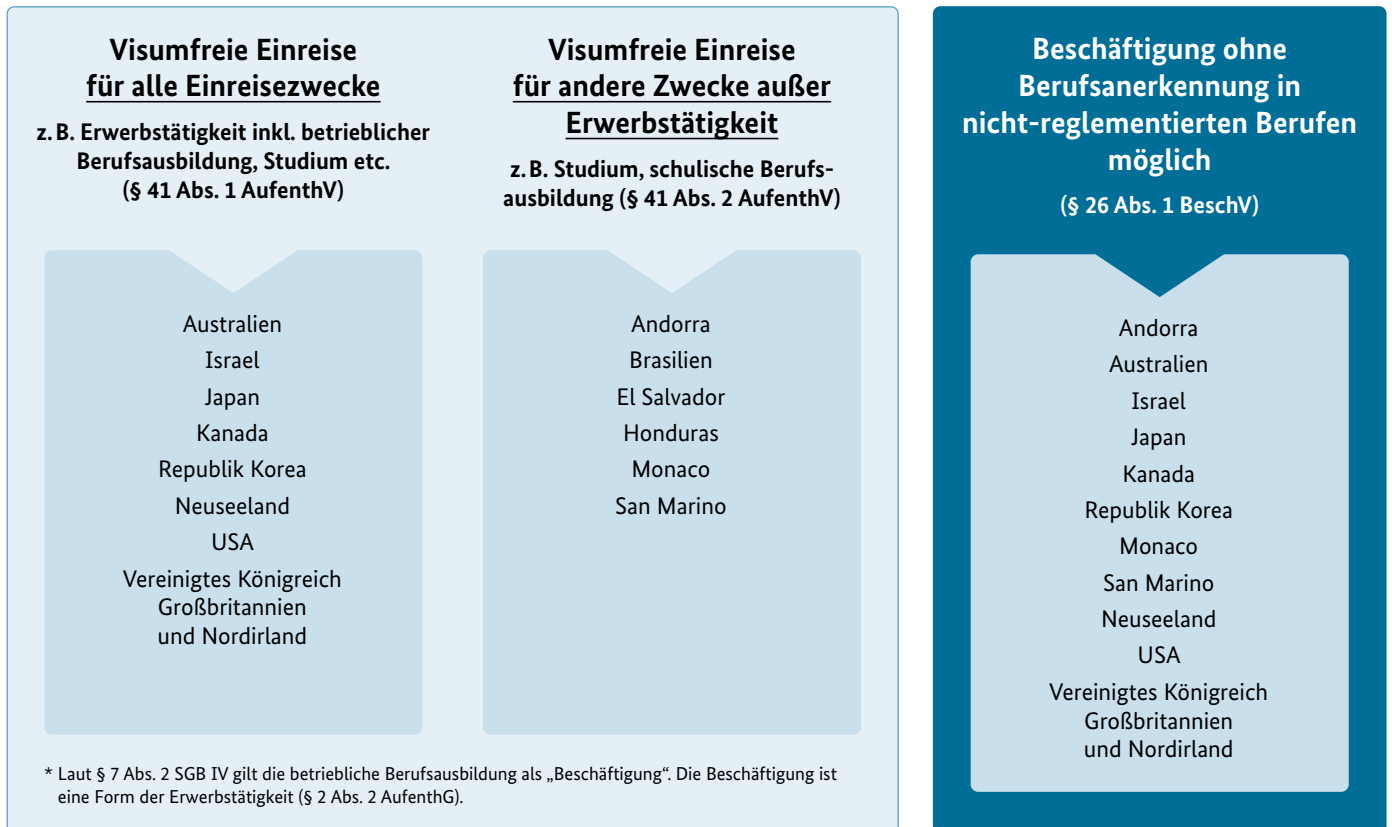 Visumfreie Einreise
für alle Einreisezwecke
z. B. Erwerbstätigkeit inkl. betrieblicher
Berufsausbildung, Studium etc.
(§ 41 Abs. 1 AufenthV)
Australien
Israel
Japan
Kanada
Republik Korea
Neuseeland
USA
Vereinigtes Königreich
Großbritannien
und Nordirland
Visumfreie Einreise
für andere Zwecke außer
Erwerbstätigkeit
z. B. Studium, schulische Berufs-
ausbildung (§ 41 Abs. 2 AufenthV)
Andorra
Brasilien
El Salvador
Honduras
Monaco
San Marino
* Laut § 7 Abs. 2 SGB IV gilt die betriebliche Berufsausbildung als „Beschäftigung“. Die Beschäftigung ist
eine Form der Erwerbstätigkeit (§ 2 Abs. 2 AufenthG).
Beschäftigung ohne
Berufsanerkennung in
nicht-reglementierten Berufen
möglich
(§ 26 Abs. 1 BeschV)
Andorra
Australien
Israel
Japan
Kanada
Republik Korea
Monaco
San Marino
Neuseeland
USA
Vereinigtes Königreich
Großbritannien
und Nordirland